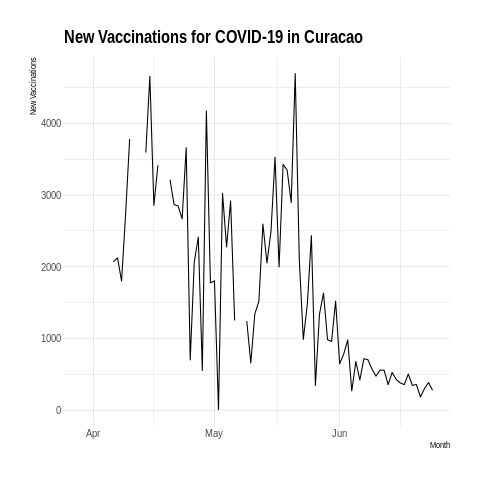 New Vaccinations for COVID-19 in Curacao
New Vaccinations
4000
3000
2000
1000
0
Apr
May
Jun
Month